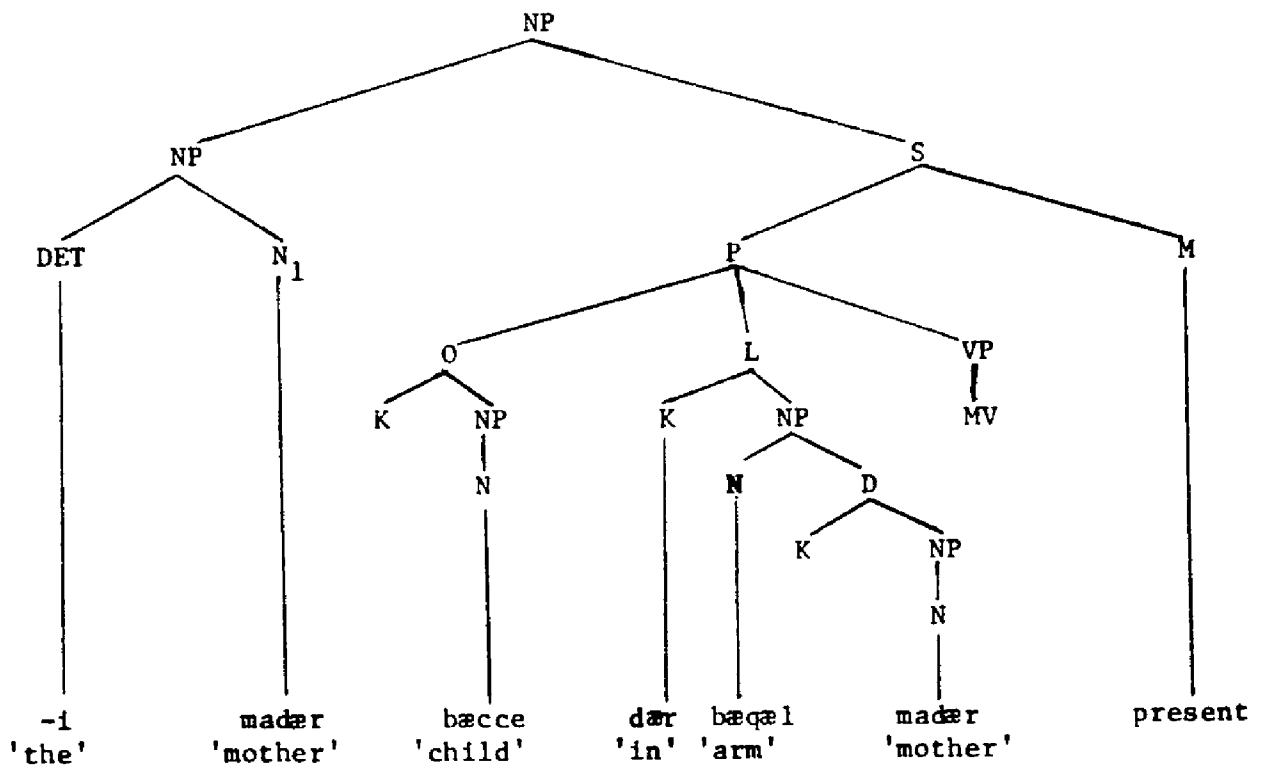 NP
NP S
DET N1 P M
O L VP
K NP K NP MV
N N D
K NP
N
-i madær bæcce dær bæqæl madær present
'the' 'mother' 'child' 'in' 'arm' 'mother'